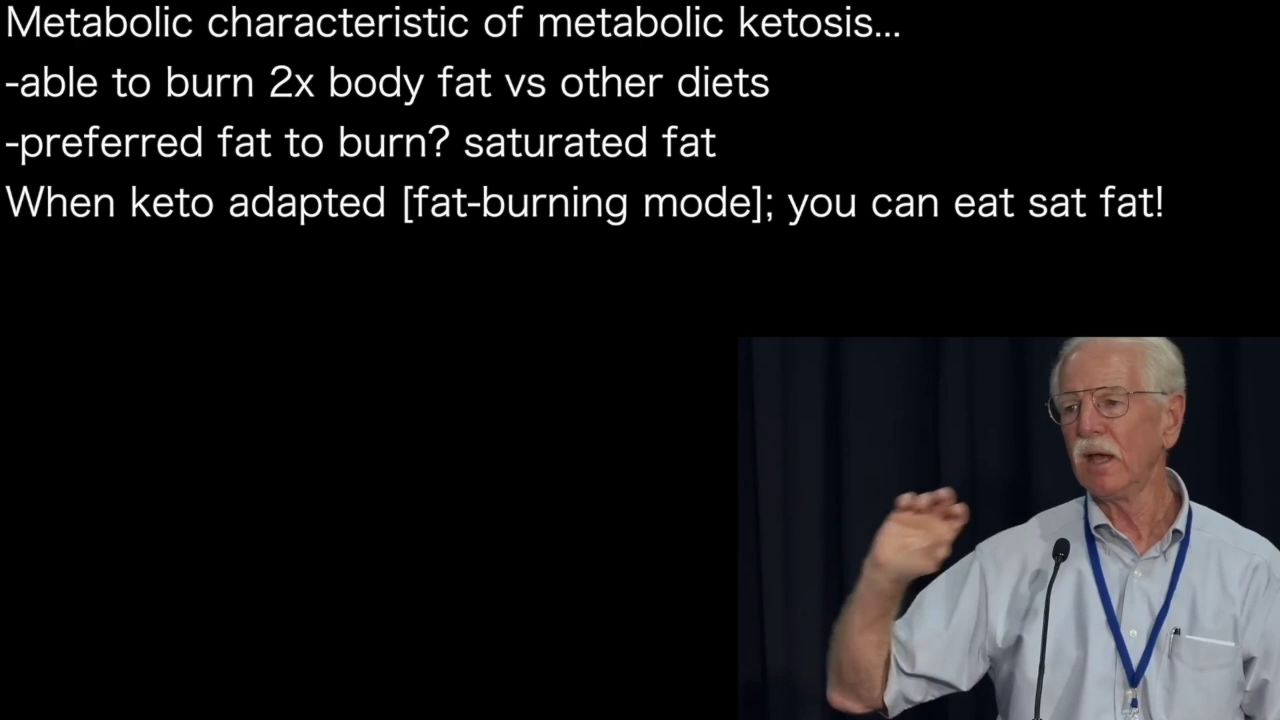 Metabolic characteristic of metabolic ketosis...
-able to burn 2x body fat vs other diets
-preferred fat to burn? saturated fat
When keto adapted [fat-burning mode]; you can eat sat fat!